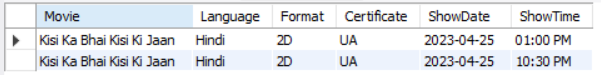 Movie Language Format Certificate ShowDate ShowTime
Kisi Ka Bhai Kisi Ki Jaan Hindi 2D UA 2023-04-25 01:00 PM
Kisi Ka Bhai Kisi Ki Jaan Hindi 2D UA 2023-04-25 10:30 PM